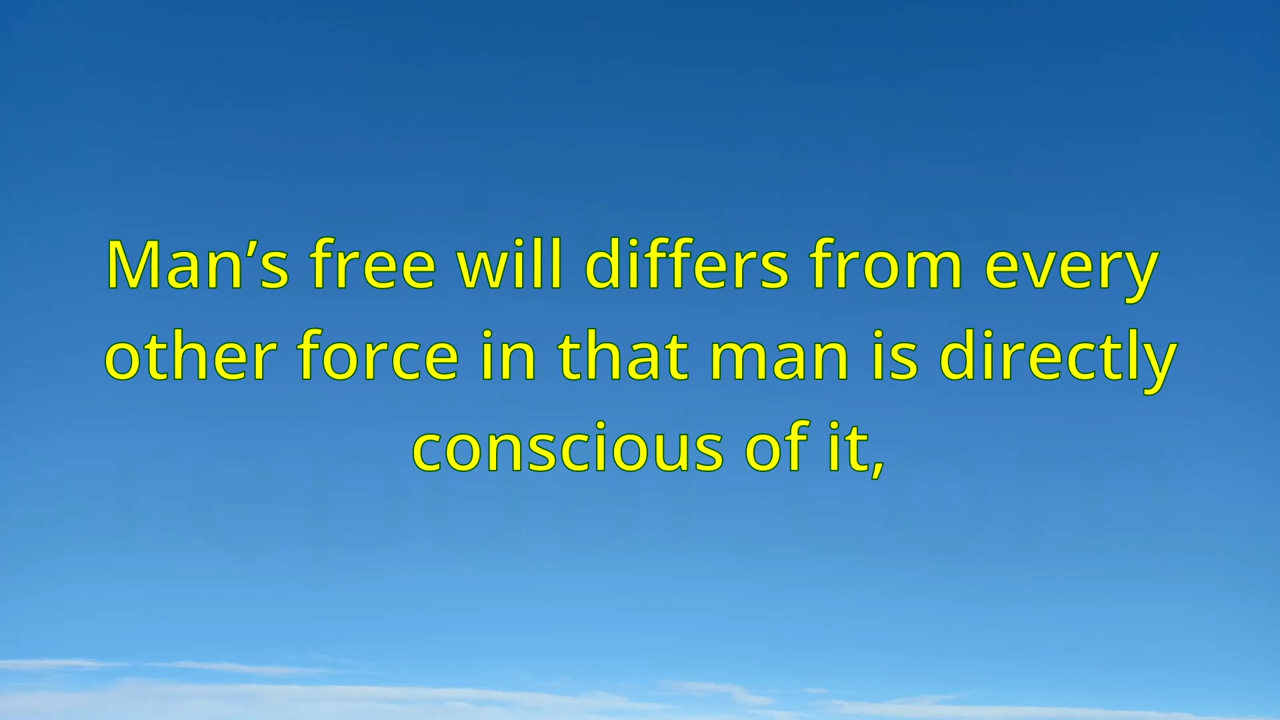 Man’s free will differs from every
other force in that man is directly
conscious of it,